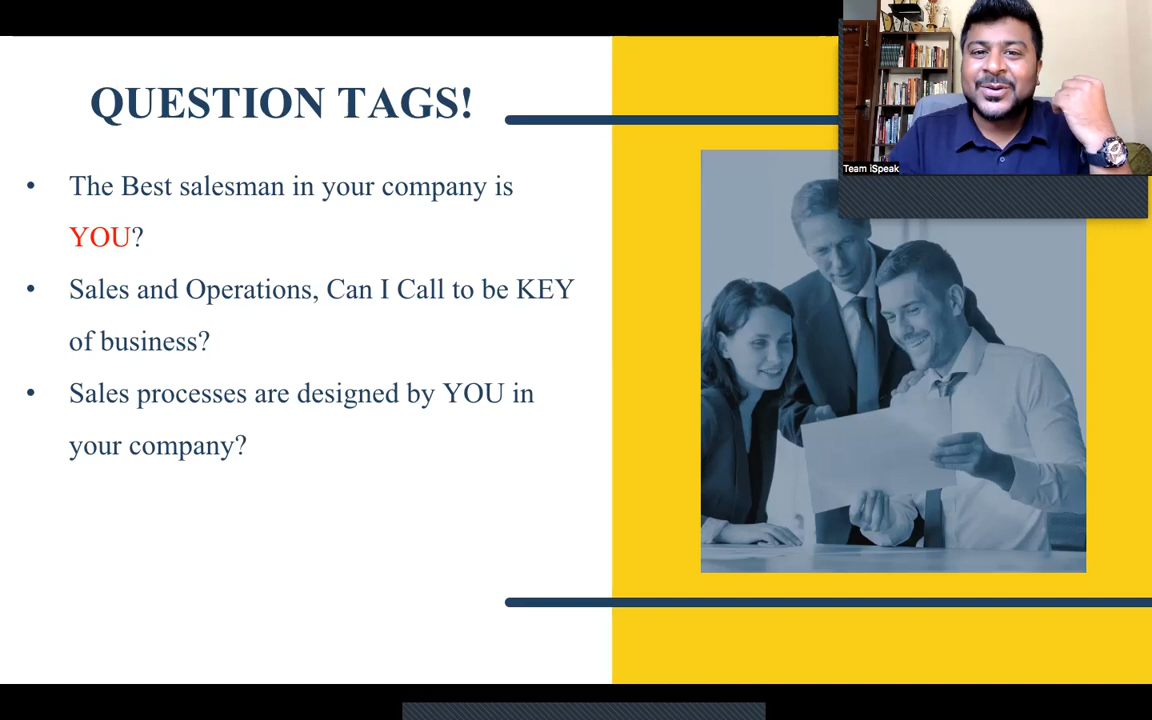 QUESTION TAGS!
• The Best salesman in your company is
YOU?
• Sales and Operations, Can I Call to be KEY
of business?
• Sales processes are designed by YOU in
your company?
Team iSpeak